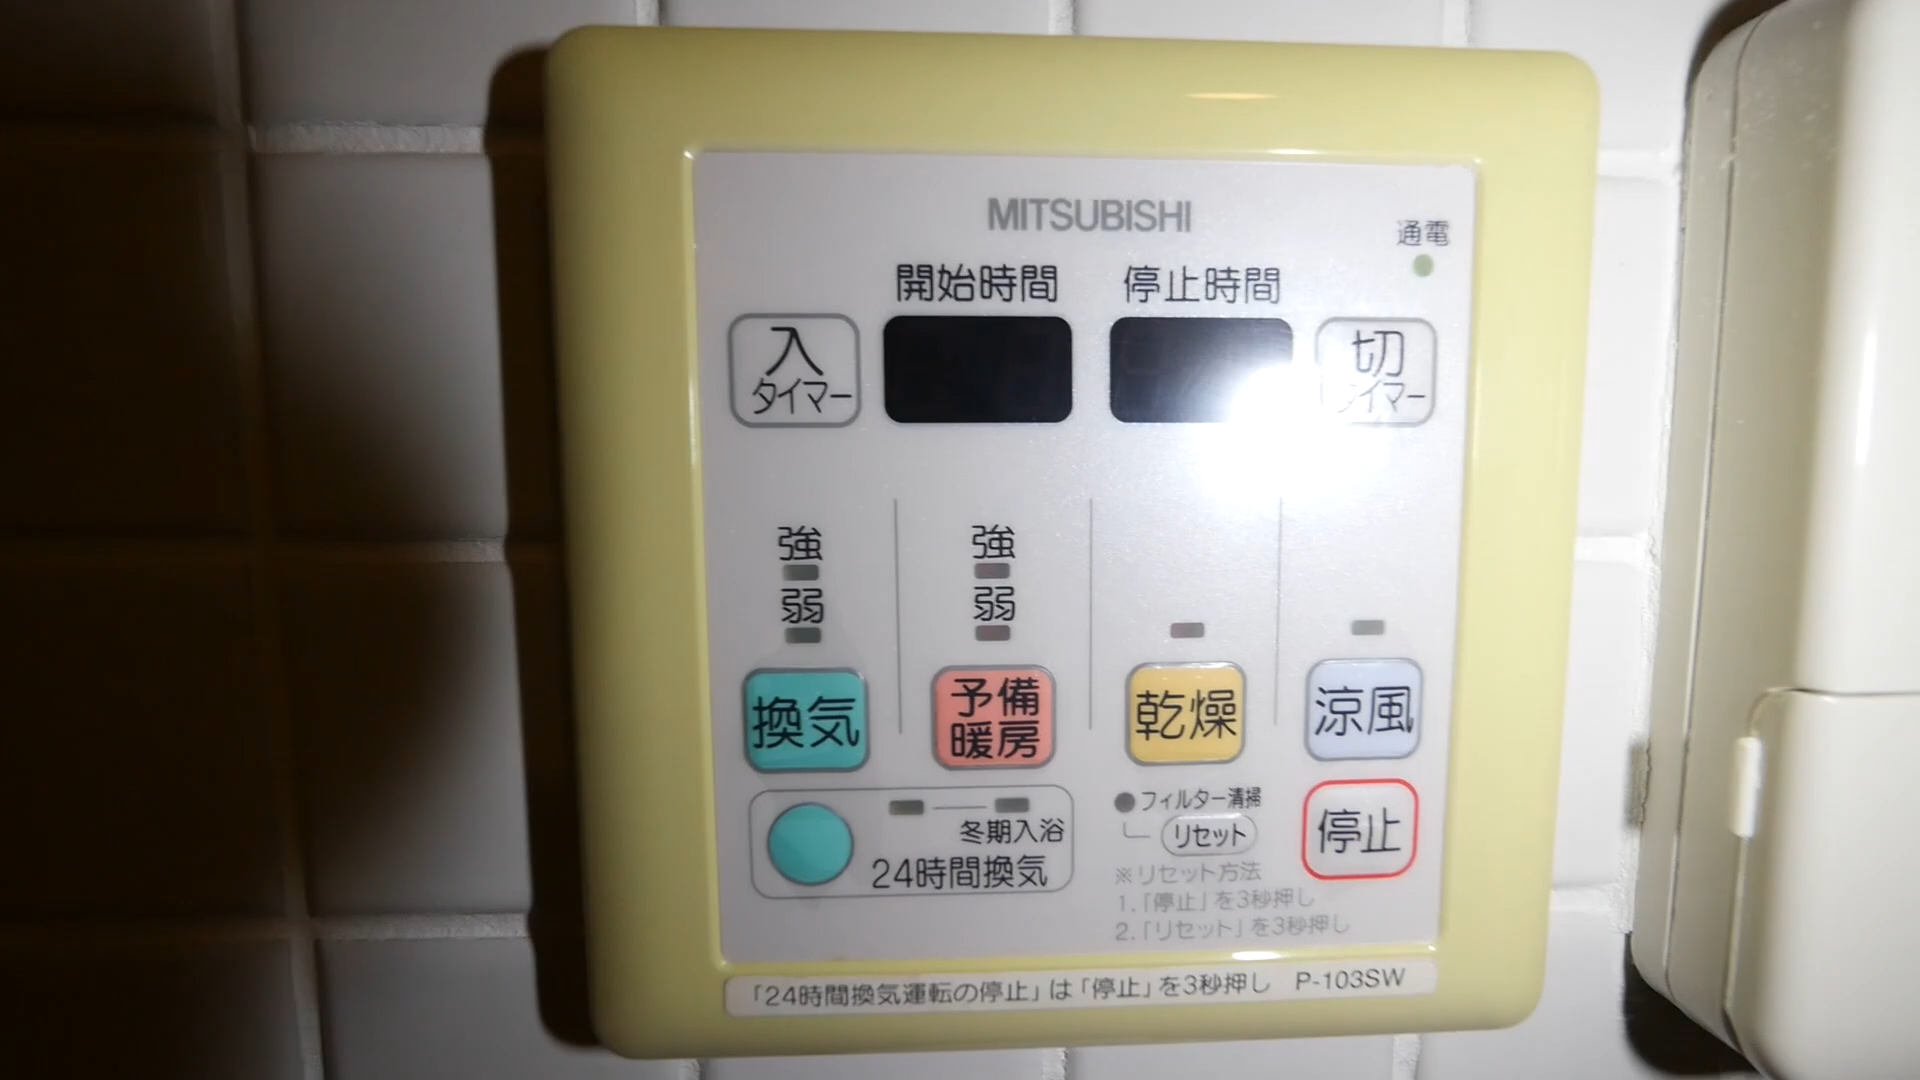 MITSUBISHI
通電
開始時間 停止時間
入
タイマー
切
タイマー
強
弱
強
弱
換気
予備
暖房
乾燥
涼風
冬期入浴
24時間換気
フィルター清掃
リセット
停止
※リセット方法
1.「停止」を3秒押し
2.「リセット」を3秒押し
「24時間換気運転の停止」は「停止」を3秒押し P-103SW